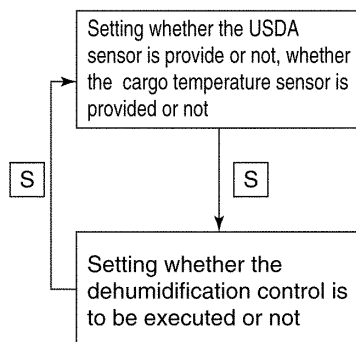 Setting whether the USDA
sensor is provide or not, whether
the cargo temperature sensor is
provided or not
S
S
Setting whether the
dehumidification control is
to be executed or not